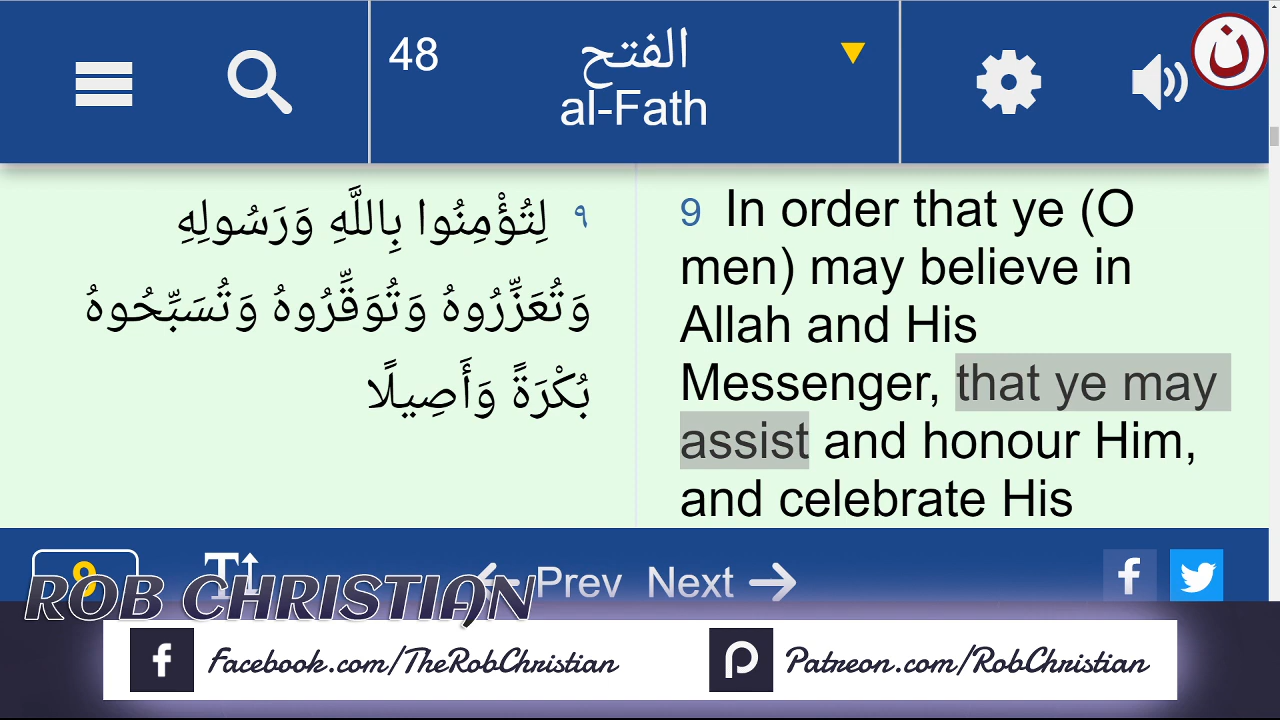 48
الفتح
al-Fath
ن
٩ لِتُؤْمِنُوا بِاللَّهِ وَرَسُولِهِ
وَتُعَزِّرُوهُ وَتُوَقِّرُوهُ وَتُسَبِّحُوهُ
بُكْرَةً وَأَصِيلًا
9 In order that ye (O
men) may believe in
Allah and His
Messenger, that ye may
assist and honour Him,
and celebrate His
9
T
Prev Next
ROB CHRISTIAN
Facebook.com/TheRobChristian
Patreon.com/RobChristian